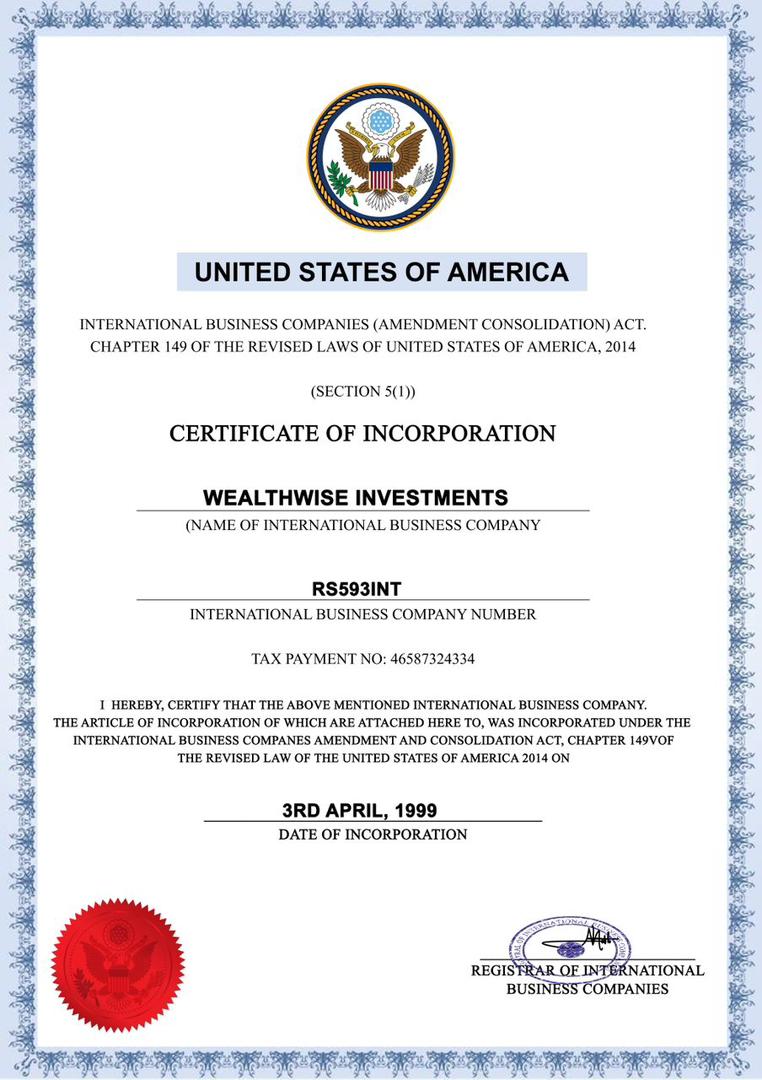 UNITED STATES OF AMERICA
INTERNATIONAL BUSINESS COMPANIES (AMENDMENT CONSOLIDATION) ACT.
CHAPTER 149 OF THE REVISED LAWS OF UNITED STATES OF AMERICA, 2014
(SECTION 5(1))
CERTIFICATE OF INCORPORATION
WEALTHWISE INVESTMENTS
(NAME OF INTERNATIONAL BUSINESS COMPANY
RS593INT
INTERNATIONAL BUSINESS COMPANY NUMBER
TAX PAYMENT NO: 46587324334
I HEREBY, CERTIFY THAT THE ABOVE MENTIONED INTERNATIONAL BUSINESS COMPANY.
THE ARTICLE OF INCORPORATION OF WHICH ARE ATTACHED HERE TO, WAS INCORPORATED UNDER THE
INTERNATIONAL BUSINESS COMPANES AMENDMENT AND CONSOLIDATION ACT, CHAPTER 149VOF
THE REVISED LAW OF THE UNITED STATES OF AMERICA 2014 ON
3RD APRIL, 1999
DATE OF INCORPORATION
REGISTRAR OF INTERNATIONAL
BUSINESS COMPANIES